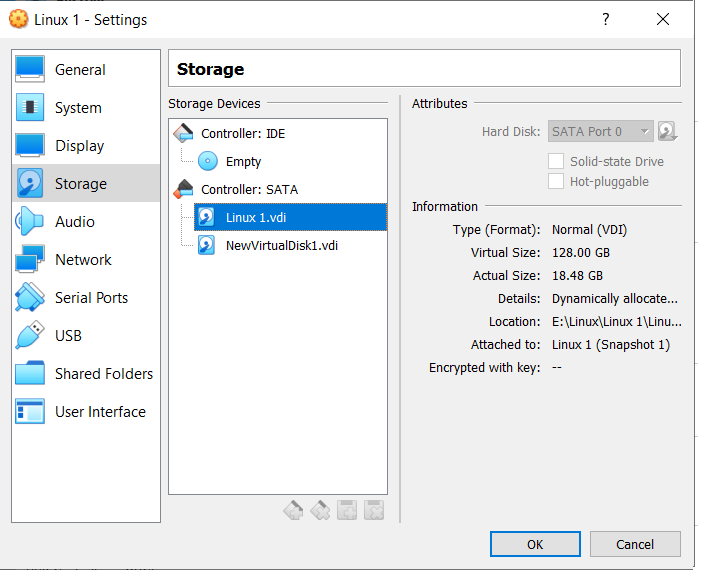 Linux 1 - Settings
?
General
System
Display
Storage
Audio
Network
Serial Ports
USB
Shared Folders
User Interface
Storage
Storage Devices
Controller: IDE
Empty
Controller: SATA
Linux 1.vdi
NewVirtualDisk1.vdi
Attributes
Hard Disk: SATA Port 0
Solid-state Drive
Hot-pluggable
Information
Type (Format): Normal (VDI)
Virtual Size: 128.00 GB
Actual Size: 18.48 GB
Details: Dynamically allocate...
Location: E:\Linux\Linux 1\Linu...
Attached to: Linux 1 (Snapshot 1)
Encrypted with key: --
OK Cancel